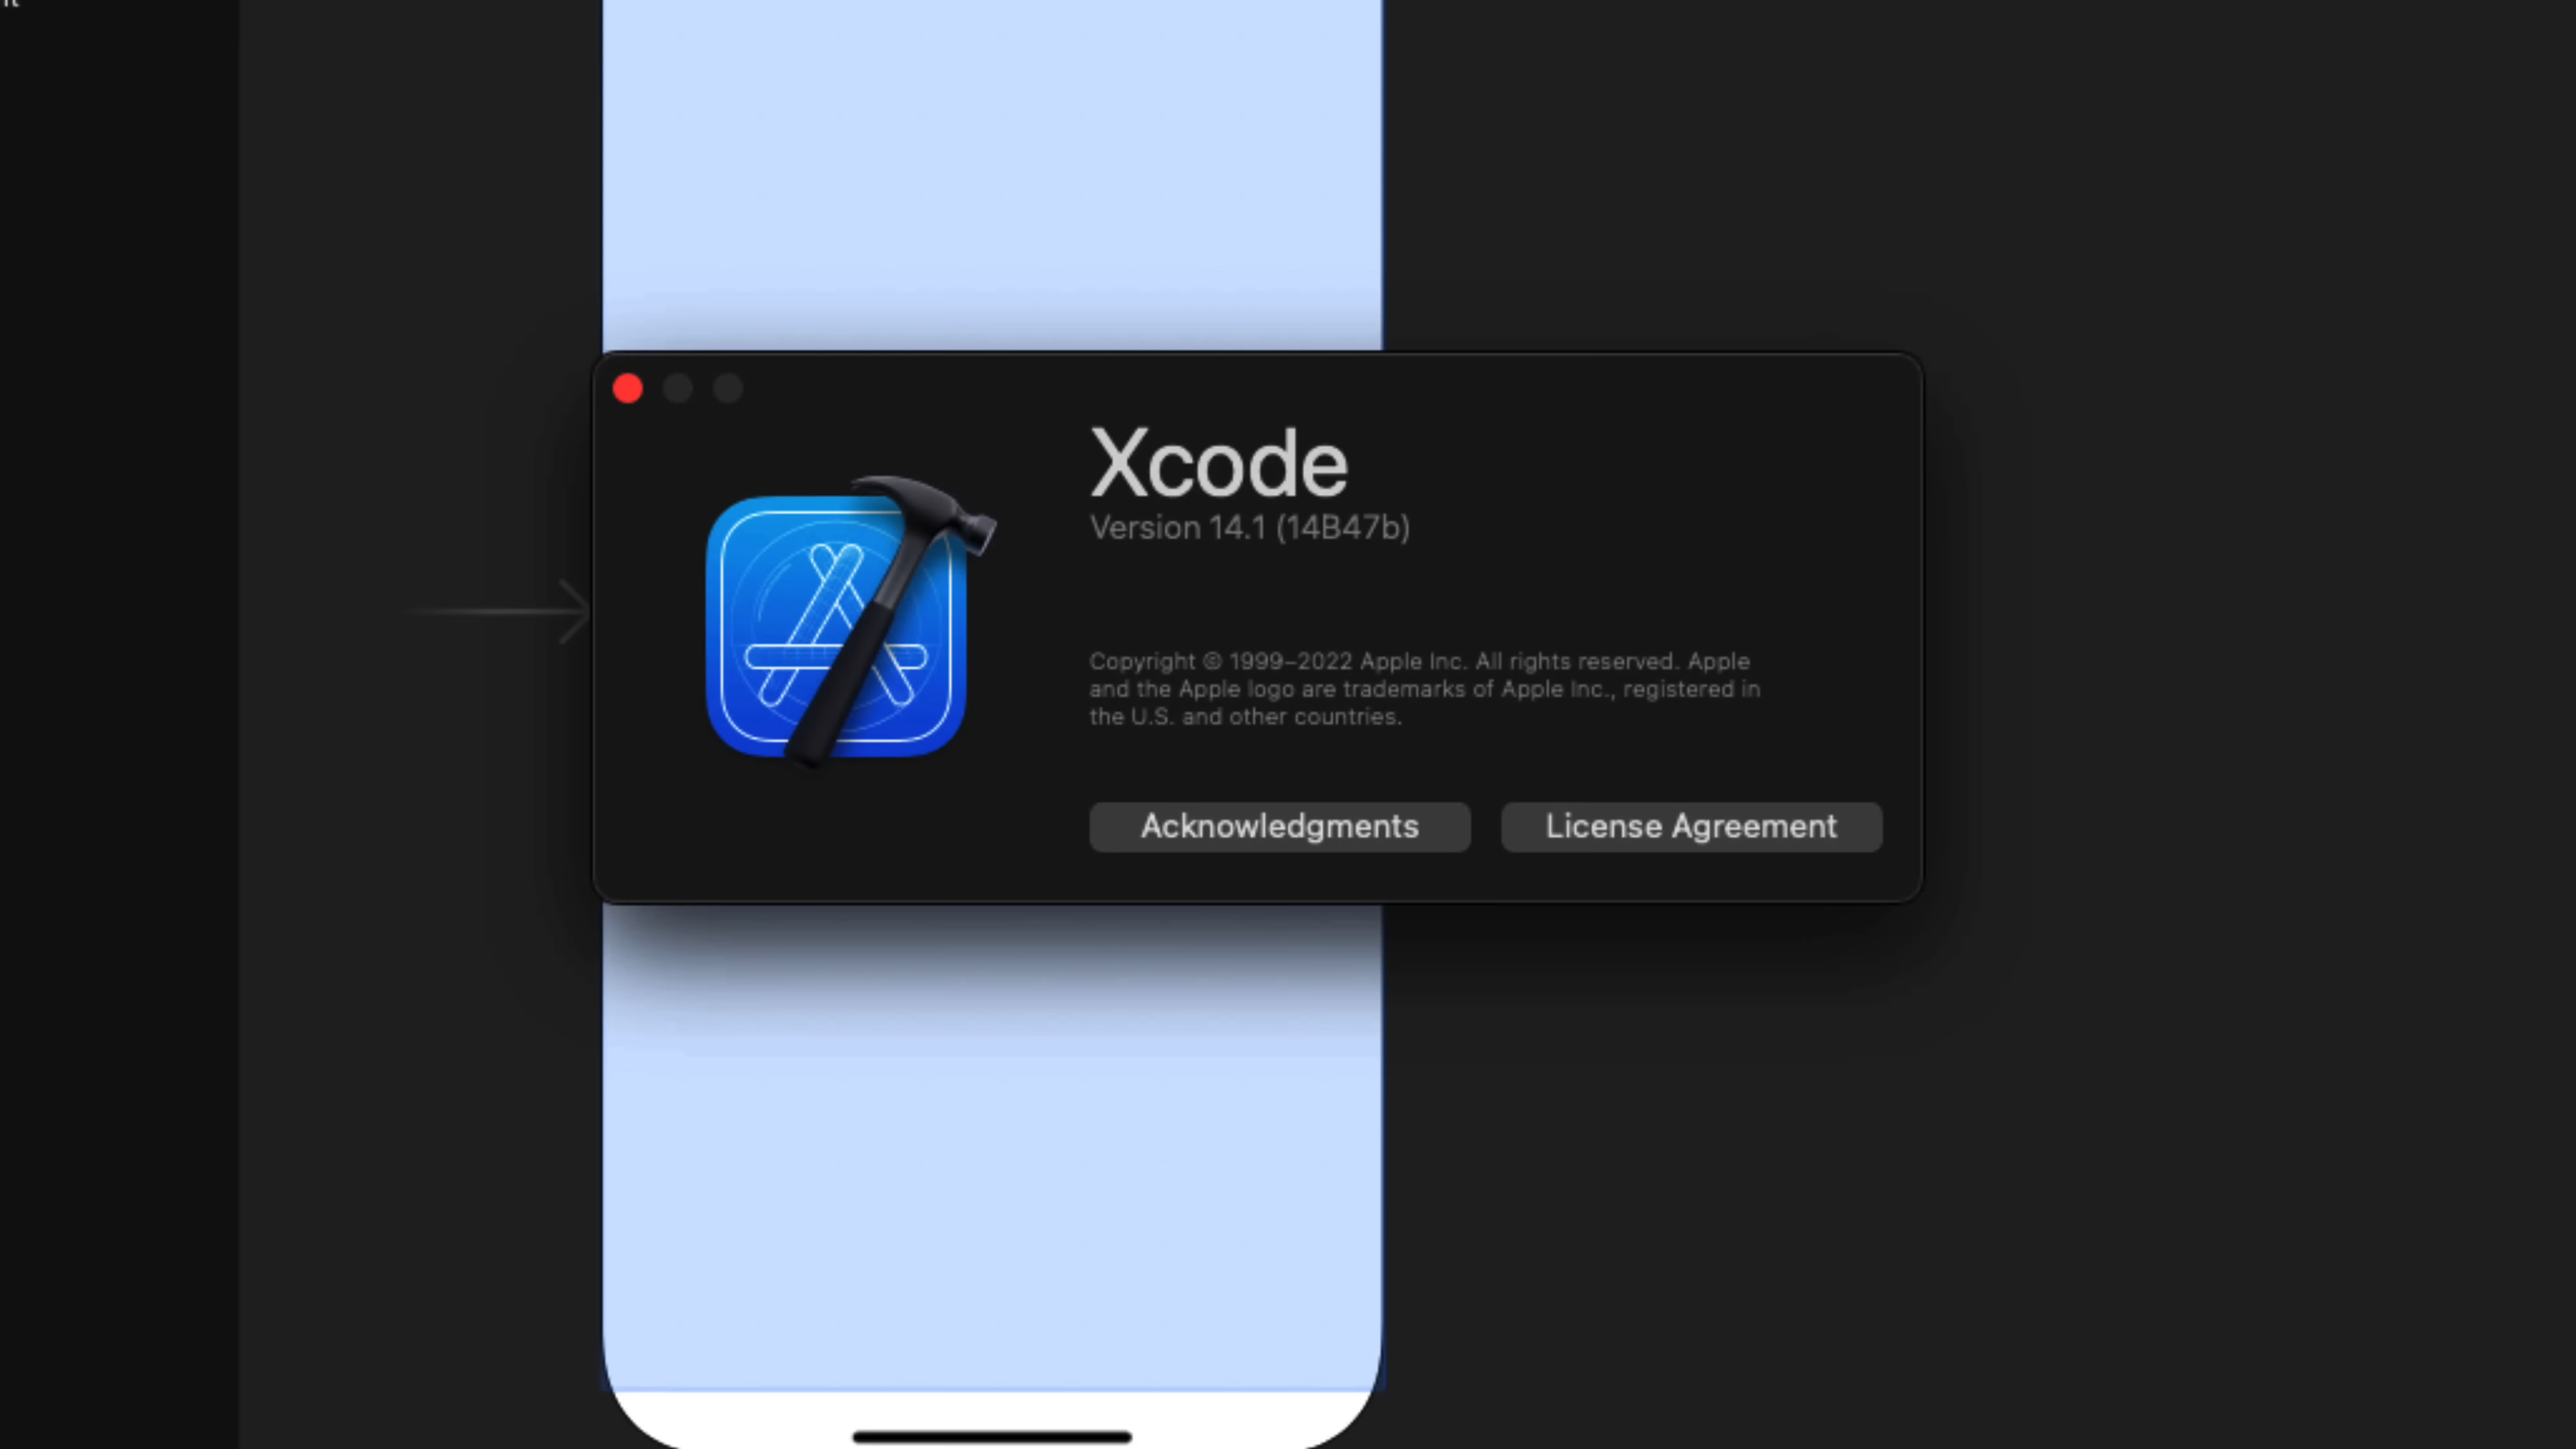 Xcode
Version 14.1 (14B47b)
Copyright © 1999–2022 Apple Inc. All rights reserved. Apple
and the Apple logo are trademarks of Apple Inc., registered in
the U.S. and other countries.
Acknowledgments
License Agreement